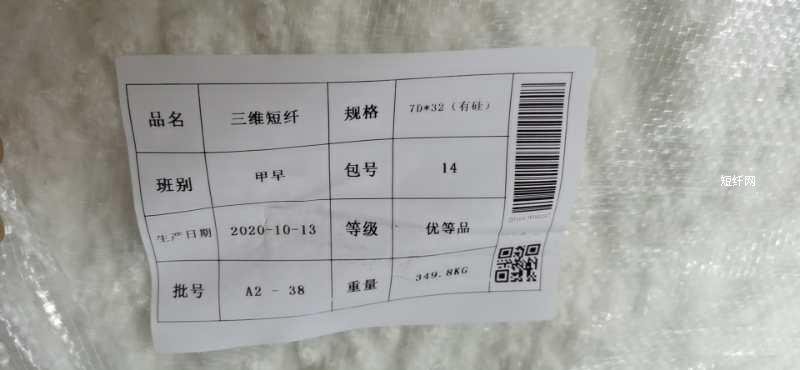 品名 三维短纤 规格 7D*32（有硅）
班别 甲早 包号 14
生产日期 2020-10-13 等级 优等品
批号 A2 - 38 重量 349.8KG
短纤网